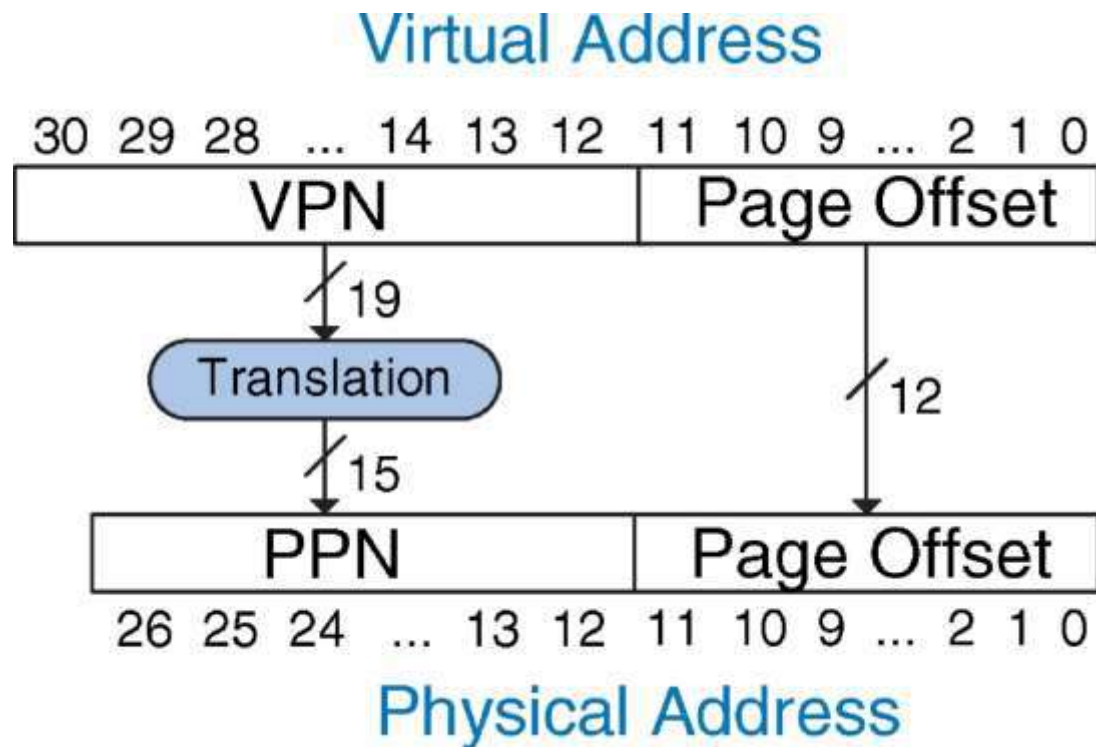 Virtual Address
30 29 28 ... 14 13 12 11 10 9 ... 2 1 0
VPN Page Offset
19
Translation
12
15
PPN Page Offset
26 25 24 ... 13 12 11 10 9 ... 2 1 0
Physical Address